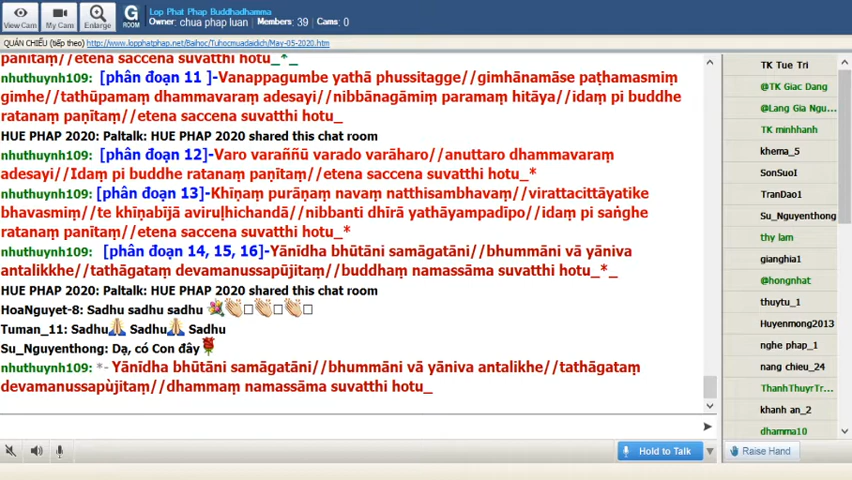 Lop Phat Phap Buddhadhamma
Owner: chua phap luan Members: 39 Cams: 0
View Cam My Cam Enlarge G ROOM
QUÁN CHIẾU (tiếp theo) http://www.lopphatphap.net/Baihoc/Tuhocmuadaidich/May-05-2020.htm
panītaṃ//etena saccena suvatthi hotu_*_
nhuthuynh109: [phân đoạn 11 ]-Vanappagumbe yathā phussitagge//gimhānamāse paṭhamasmiṃ
gimhe//tathūpamaṃ dhammavaraṃ adesayi//nibbānagāmiṃ paramaṃ hitāya//idaṃ pi buddhe
ratanaṃ paṇītaṃ//etena saccena suvatthi hotu_
HUE PHAP 2020: Paltalk: HUE PHAP 2020 shared this chat room
nhuthuynh109: [phân đoạn 12]-Varo varaññū varado varāharo//anuttaro dhammavaraṃ
adesayi//Idaṃ pi buddhe ratanaṃ paṇītaṃ//etena saccena suvatthi hotu_*
nhuthuynh109: [phân đoạn 13]-Khīṇaṃ purāṇaṃ navaṃ natthisambhavaṃ//virattacittāyatike
bhavasmiṃ//te khīṇabījā aviruḷhichandā//nibbanti dhīrā yathāyampadīpo//idaṃ pi saṅghe
ratanaṃ paṇītaṃ//etena saccena suvatthi hotu_*
nhuthuynh109: [phân đoạn 14, 15, 16]-Yānīdha bhūtāni samāgatāni//bhummāni vā yāniva
antalikkhe//tathāgataṃ devamanussapūjitaṃ//buddhaṃ namassāma suvatthi hotu_*_
HUE PHAP 2020: Paltalk: HUE PHAP 2020 shared this chat room
HoaNguyet-8: Sadhu sadhu sadhu
Tuman_11: Sadhu Sadhu Sadhu
Su_Nguyenthong: Dạ, có Con đây
nhuthuynh109: *- Yānīdha bhūtāni samāgatāni//bhummāni vā yāniva antalikhe//tathāgataṃ
devamanussapùjitaṃ//dhammaṃ namassāma suvatthi hotu_
Hold to Talk
Raise Hand
TK Tue Tri
@TK Giac Dang
@Lang Gia Ngu...
TK minhhanh
khema_5
SonSuoI
TranDao1
Su_Nguyenthong
thy lam
gianghia1
@hongnhat
thuytu_1
Huyenmong2013
nghe phap_1
nang chieu_24
ThanhThuyrTr...
khanh an_2
dhamma10